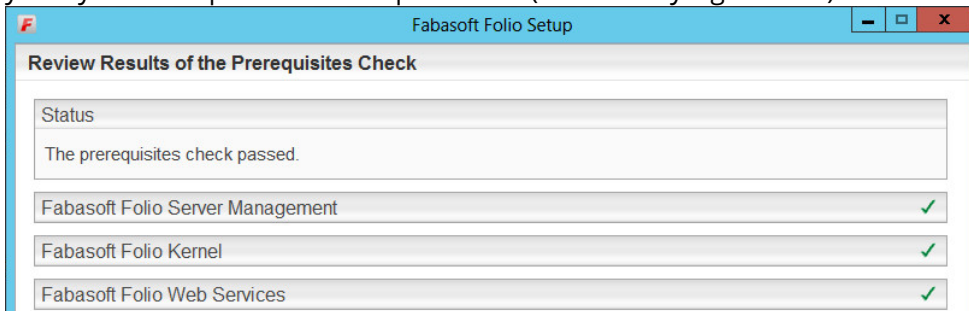 Fabasoft Folio Setup
Review Results of the Prerequisites Check
Status
The prerequisites check passed.
Fabasoft Folio Server Management
Fabasoft Folio Kernel
Fabasoft Folio Web Services